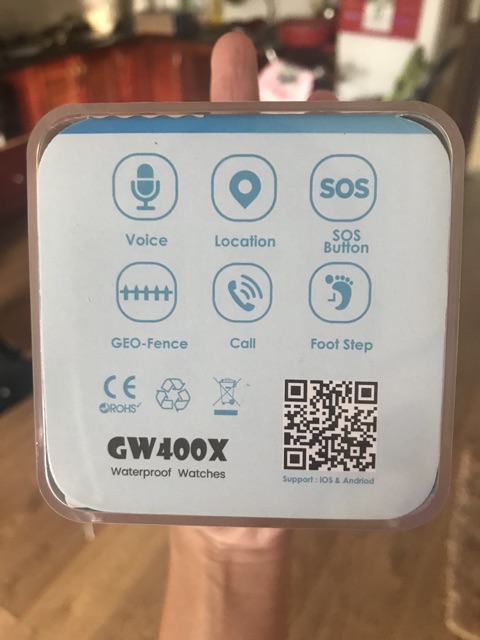 SOS
Voice
Location
SOS
Button
GEO-Fence
Call
Foot Step
CE
ROHS
GW400X
Waterproof Watches
Support : IOS & Andriod